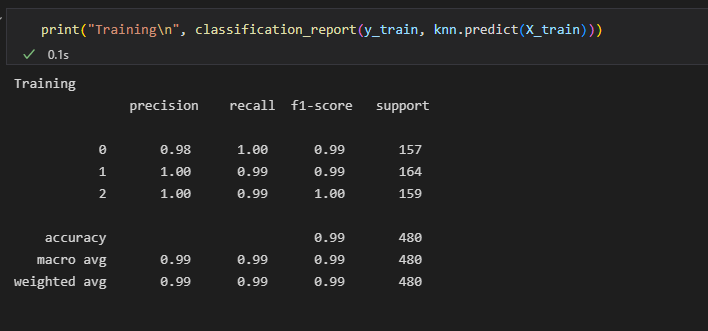 print("Training\n", classification_report(y_train, knn.predict(X_train)))
0.1s
Training
precision recall f1-score support
0 0.98 1.00 0.99 157
1 1.00 0.99 0.99 164
2 1.00 0.99 1.00 159
accuracy 0.99 480
macro avg 0.99 0.99 0.99 480
weighted avg 0.99 0.99 0.99 480